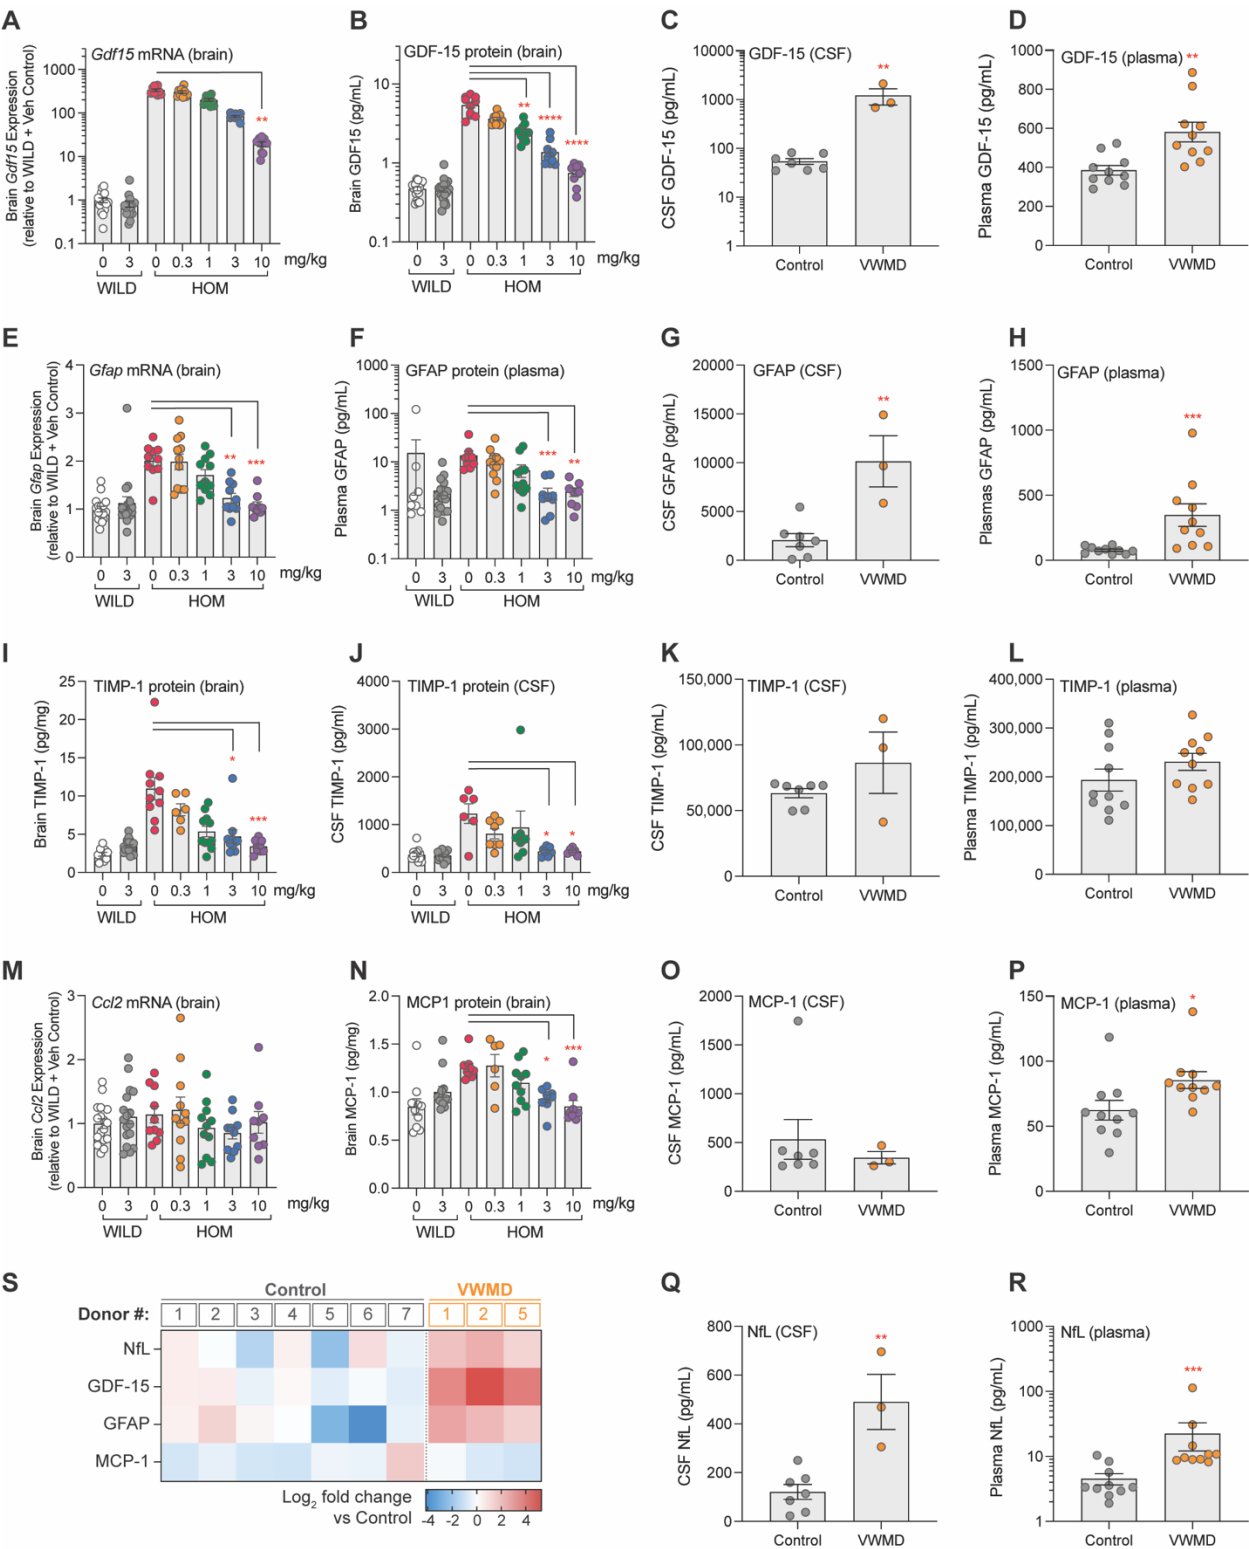 A
Gdf15 mRNA (brain)
Brain Gdf15 Expression
(relative to WILD + Veh Control)
1000
100
10
1
0.1
**
0 3 0 0.3 1 3 10 mg/kg
WILD HOM
B
GDF-15 protein (brain)
Brain GDF15 (pg/mL)
10
1
0.1
**
****
****
0 3 0 0.3 1 3 10 mg/kg
WILD HOM
C
GDF-15 (CSF)
CSF GDF-15 (pg/mL)
10000
1000
100
10
1
**
Control VWMD
D
GDF-15 (plasma)
Plasma GDF-15 (pg/mL)
1000
800
600
400
200
0
**
Control VWMD
E
Gfap mRNA (brain)
Brain Gfap Expression
(relative to WILD + Veh Control)
4
3
2
1
0
** ***
0 3 0 0.3 1 3 10 mg/kg
WILD HOM
F
GFAP protein (plasma)
Plasma GFAP (pg/mL)
1000
100
10
1
0.1
*** **
0 3 0 0.3 1 3 10 mg/kg
WILD HOM
G
GFAP (CSF)
CSF GFAP (pg/mL)
20000
15000
10000
5000
0
**
Control VWMD
H
GFAP (plasma)
Plasmas GFAP (pg/mL)
1500
1000
500
0
***
Control VWMD
I
TIMP-1 protein (brain)
Brain TIMP-1 (pg/mg)
25
20
15
10
5
0
*
***
0 3 0 0.3 1 3 10 mg/kg
WILD HOM
J
TIMP-1 protein (CSF)
CSF TIMP-1 (pg/ml)
4000
3000
2000
1000
0
* *
0 3 0 0.3 1 3 10 mg/kg
WILD HOM
K
TIMP-1 (CSF)
CSF TIMP-1 (pg/mL)
150,000
100,000
50,000
0
Control VWMD
L
TIMP-1 (plasma)
Plasma TIMP-1 (pg/mL)
400,000
300,000
200,000
100,000
0
Control VWMD
M
Ccl2 mRNA (brain)
Brain Ccl2 Expression
(relative to WILD + Veh Control)
3
2
1
0
0 3 0 0.3 1 3 10 mg/kg
WILD HOM
N
MCP1 protein (brain)
Brain MCP-1 (pg/mg)
2.0
1.5
1.0
0.5
0.0
* ***
0 3 0 0.3 1 3 10 mg/kg
WILD HOM
O
MCP-1 (CSF)
CSF MCP-1 (pg/mL)
2000
1500
1000
500
0
Control VWMD
P
MCP-1 (plasma)
Plasma MCP-1 (pg/mL)
150
100
50
0
*
Control VWMD
S
Control VWMD
Donor #: 1 2 3 4 5 6 7 1 2 5
NfL
GDF-15
GFAP
MCP-1
Log2 fold change
vs Control
-4 -2 0 2 4
Q
NfL (CSF)
CSF NfL (pg/mL)
800
600
400
200
0
**
Control VWMD
R
NfL (plasma)
Plasma NfL (pg/mL)
1000
100
10
1
***
Control VWMD